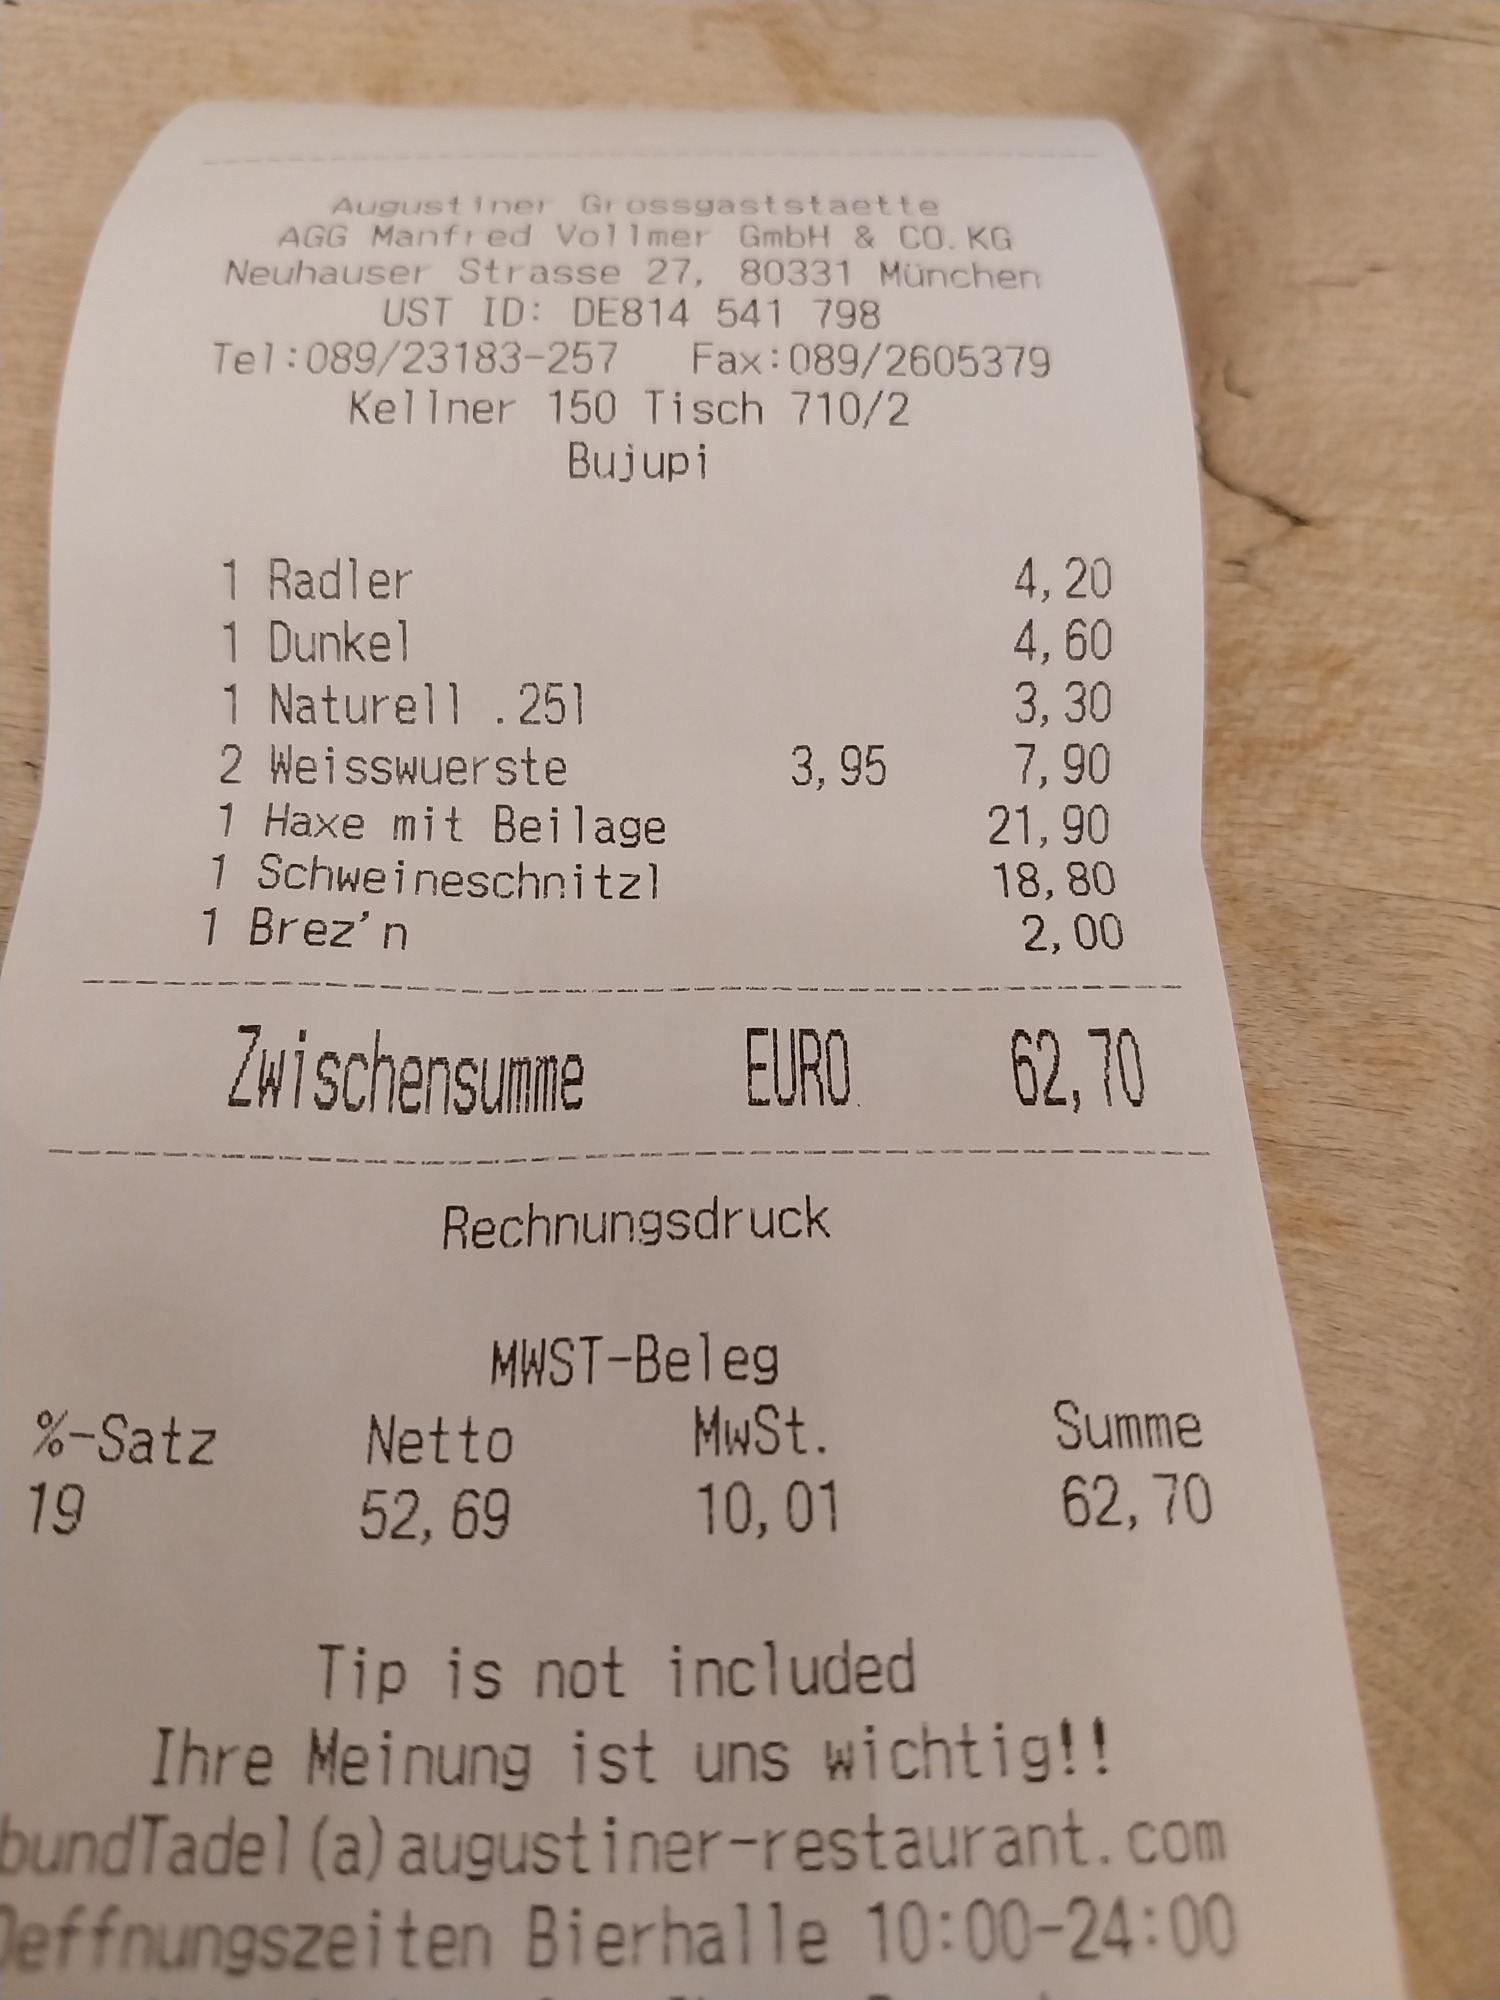 Augustiner Grossgaststaette
AGG Manfred Vollmer GmbH & CO.KG
Neuhauser Strasse 27, 80331 München
UST ID: DE814 541 798
Tel:089/23183-257 Fax:089/2605379
Kellner 150 Tisch 710/2
Bujupi
1 Radler 4,20
1 Dunkel 4,60
1 Naturell .25l 3,30
2 Weisswuerste 3,95 7,90
1 Haxe mit Beilage 21,90
1 Schweineschnitzl 18,80
1 Brez'n 2,00
Zwischensumme EURO 62,70
Rechnungsdruck
MWST-Beleg
%-Satz Netto MwSt. Summe
19 52,69 10,01 62,70
Tip is not included
Ihre Meinung ist uns wichtig!!
bundTadel(a)augustiner-restaurant.com
Oeffnungszeiten Bierhalle 10:00-24:00